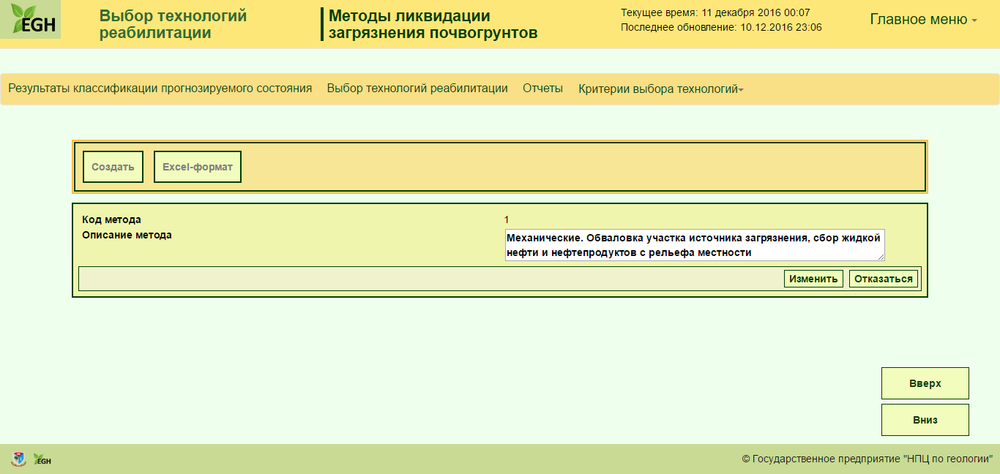 EGH
Выбор технологий
реабилитации
Методы ликвидации
загрязнения почвогрунтов
Текущее время: 11 декабря 2016 00:07
Последнее обновление: 10.12.2016 23:06
Главное меню
Результаты классификации прогнозируемого состояния Выбор технологий реабилитации Отчеты Критерии выбора технологий
Создать Excel-формат
Код метода 1
Описание метода
Механические. Обваловка участка источника загрязнения, сбор жидкой
нефти и нефтепродуктов с рельефа местности
Изменить Отказаться
Вверх
Вниз
EGH
© Государственное предприятие "НПЦ по геологии"